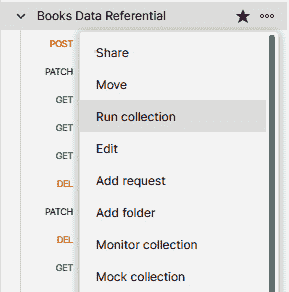 Books Data Referential
POST
Share
PATCH
Move
GET
Run collection
GET
Edit
GET
Add request
DEL
Add folder
PATCH
Monitor collection
DEL
Mock collection
GET